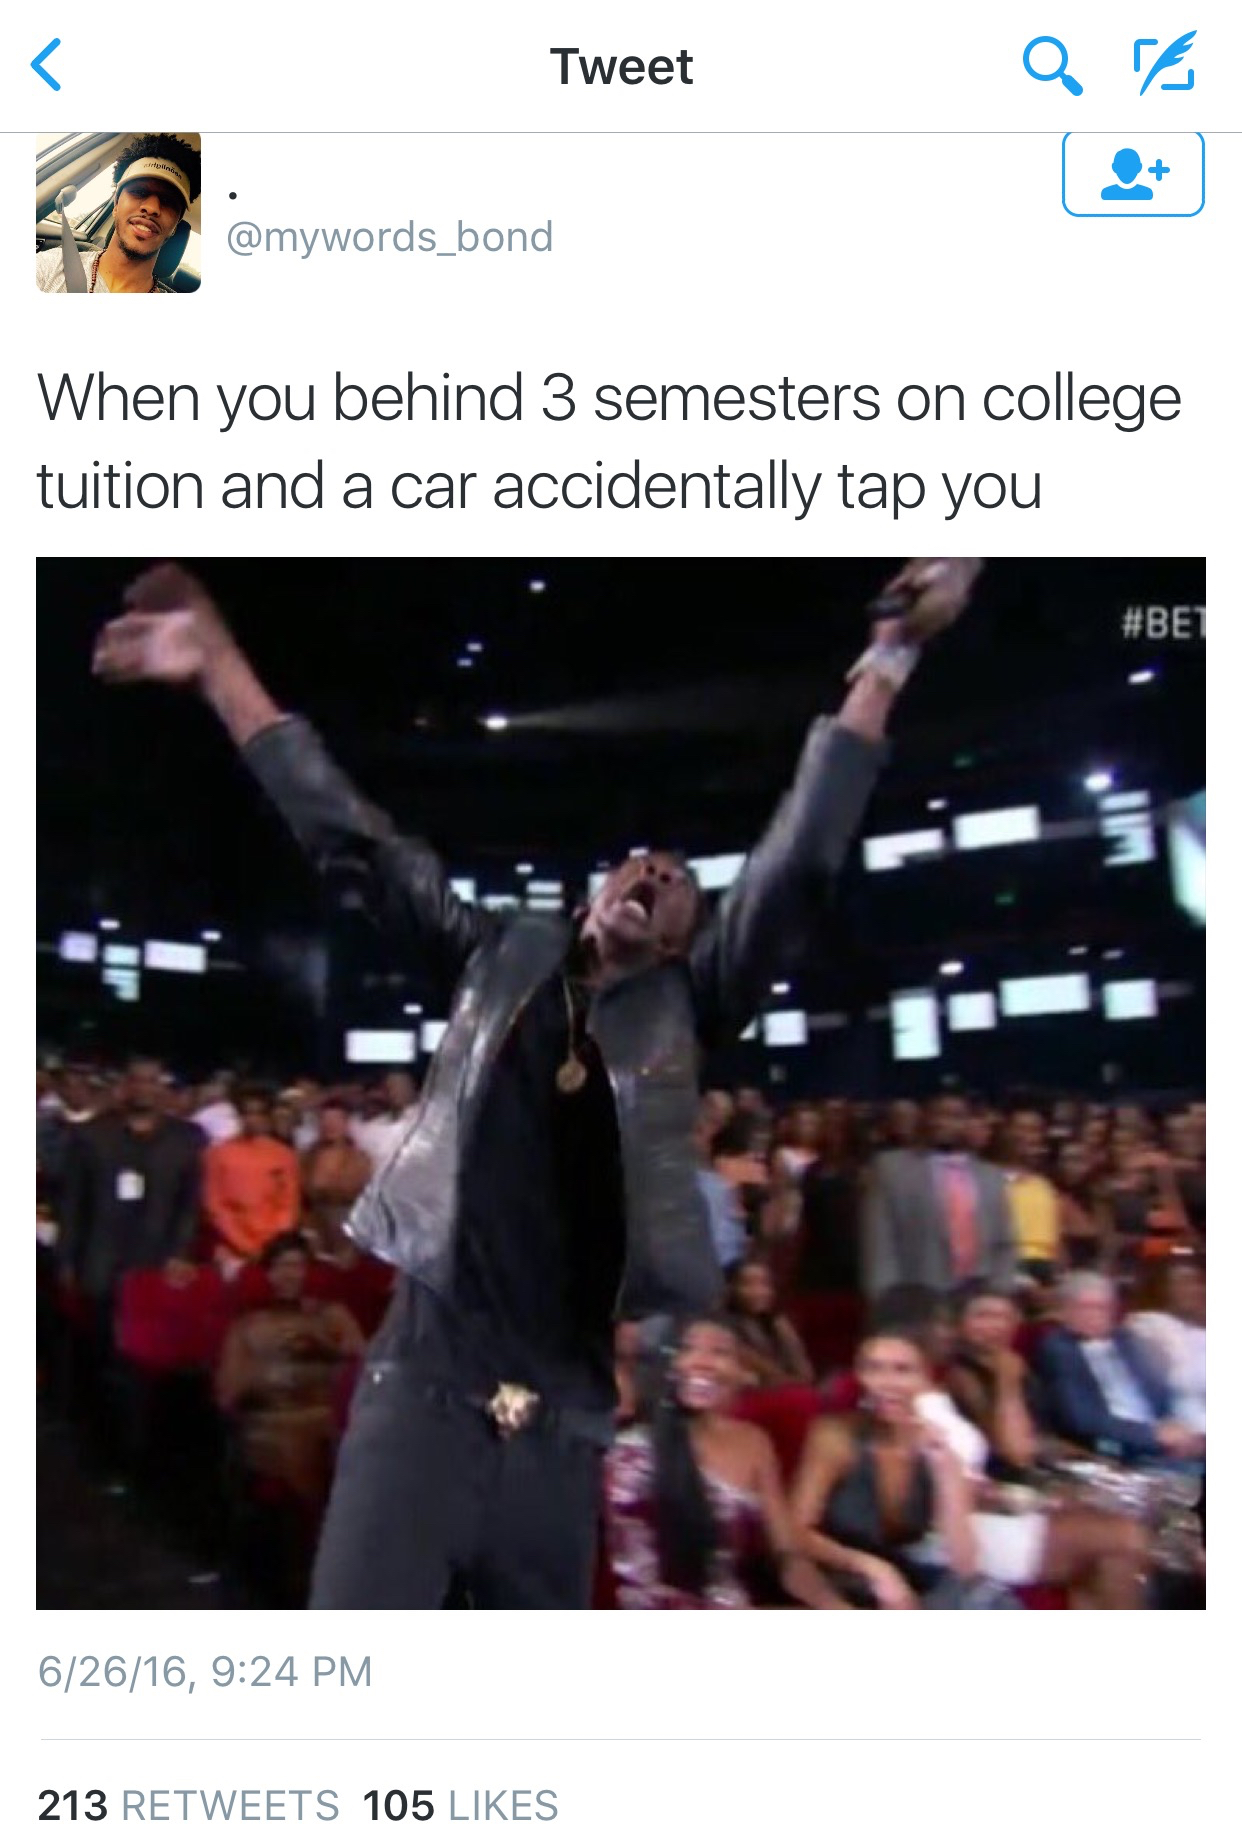 Tweet
.
@mywords_bond
When you behind 3 semesters on college
tuition and a car accidentally tap you
#BET
6/26/16, 9:24 PM
213 RETWEETS 105 LIKES